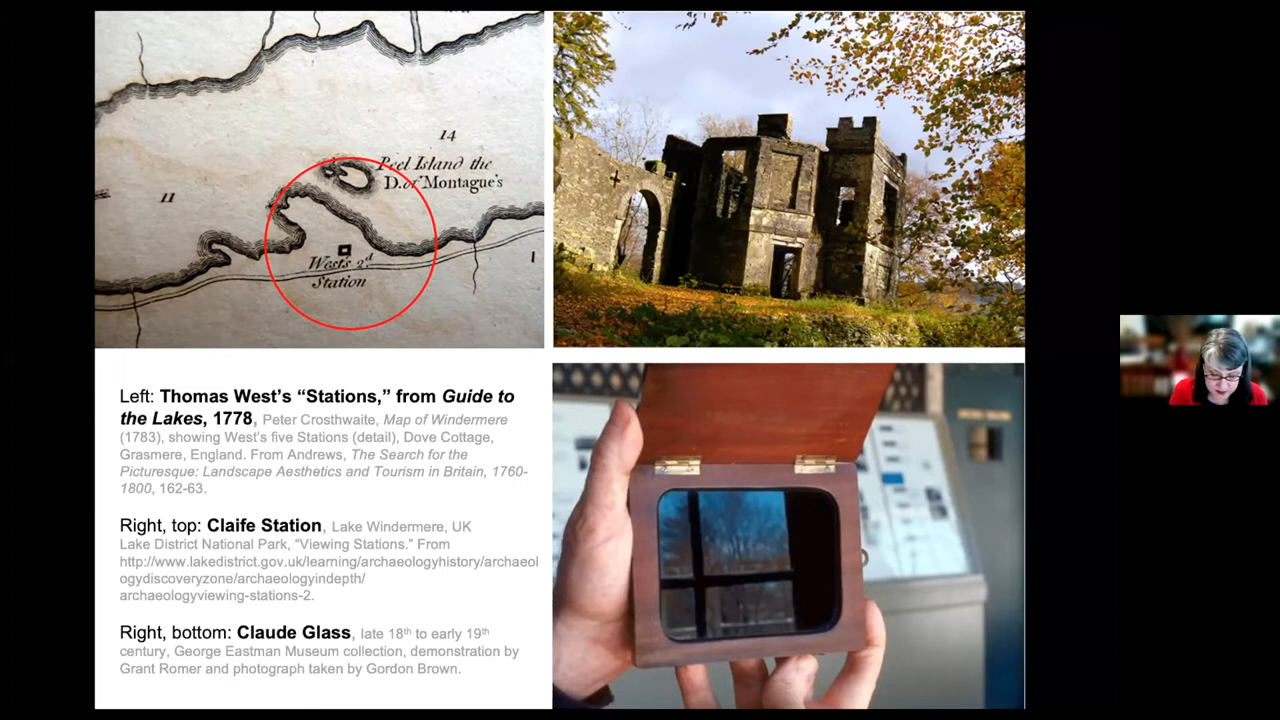 14
Peel Island the
D. of Montague's
11
West's 2d
Station
Left: Thomas West’s “Stations,” from Guide to
the Lakes, 1778, Peter Crosthwaite, Map of Windermere
(1783), showing West’s five Stations (detail), Dove Cottage,
Grasmere, England. From Andrews, The Search for the
Picturesque: Landscape Aesthetics and Tourism in Britain, 1760-
1800, 162-63.
Right, top: Claife Station, Lake Windermere, UK
Lake District National Park, “Viewing Stations.” From
http://www.lakedistrict.gov.uk/learning/archaeologyhistory/archaeol
ogydiscoveryzone/archaeologyindepth/
archaeologyviewing-stations-2.
Right, bottom: Claude Glass, late 18th to early 19th
century, George Eastman Museum collection, demonstration by
Grant Romer and photograph taken by Gordon Brown.